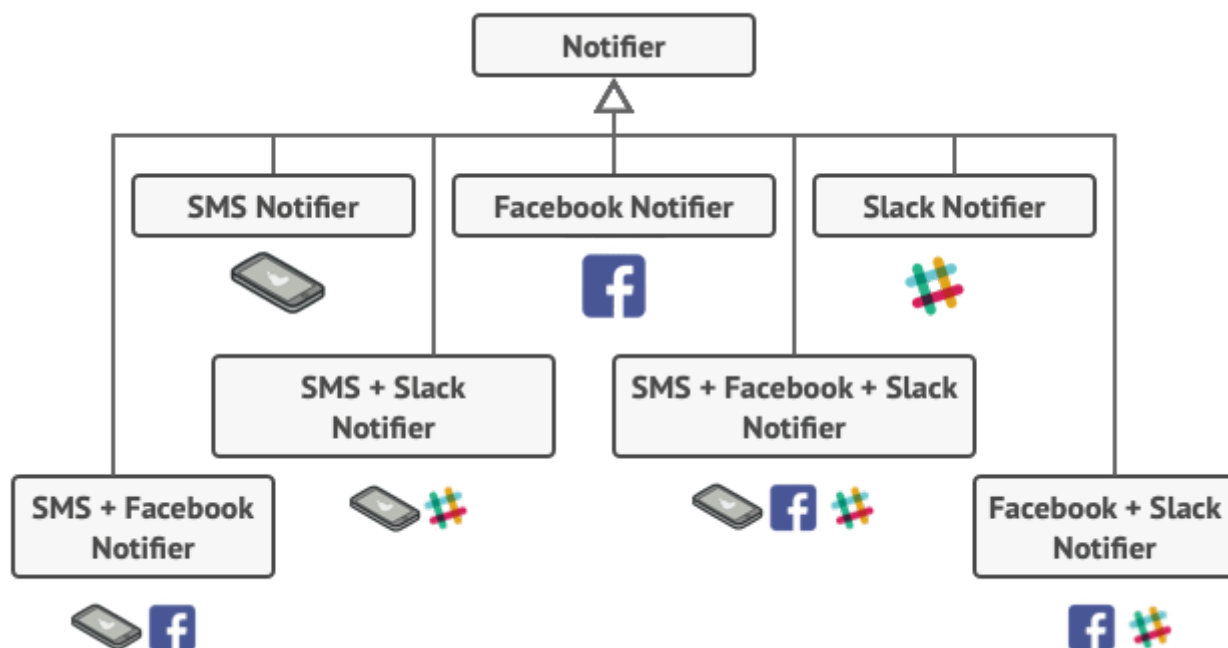 Notifier
SMS Notifier
Facebook Notifier
Slack Notifier
SMS + Slack
Notifier
SMS + Facebook + Slack
Notifier
SMS + Facebook
Notifier
Facebook + Slack
Notifier